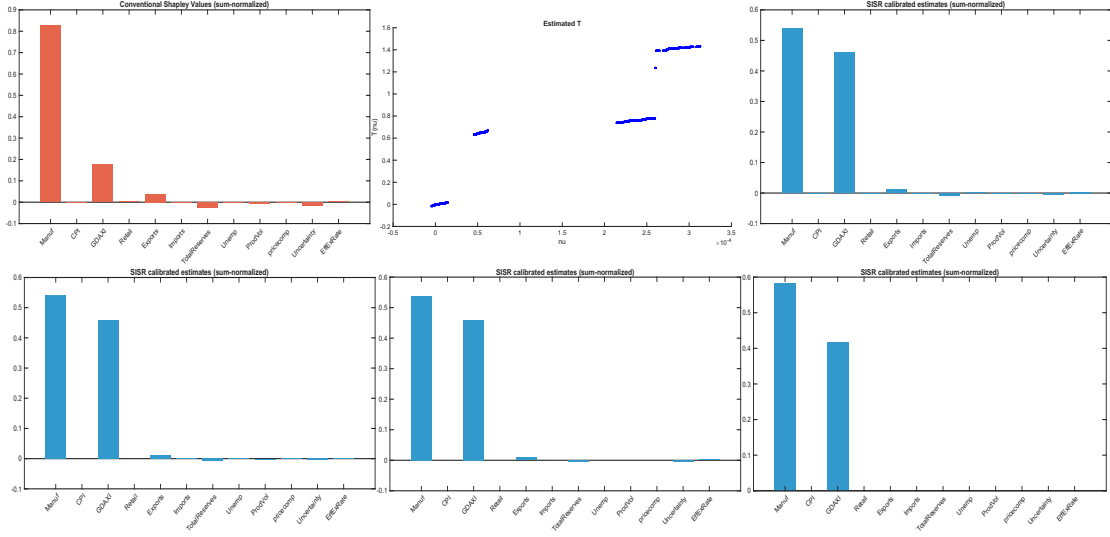 Conventional Shapley Values (sum-normalized)
0.9
0.8
0.7
0.6
0.5
0.4
0.3
0.2
0.1
0
-0.1
Manuf
CPI
GDAXI
Retail
Exports
Imports
TotalReserves
Unemp
ProdVol
pricecomp
Uncertainty
EffExRate
Estimated T
1.6
1.4
1.2
1
0.8
0.6
0.4
0.2
0
-0.2
T(nu)
-0.5
0
0.5
1
1.5
2
2.5
3
3.5
nu
×10⁻⁴
SISR calibrated estimates (sum-normalized)
0.6
0.5
0.4
0.3
0.2
0.1
0
-0.1
Manuf
CPI
GDAXI
Retail
Exports
Imports
TotalReserves
Unemp
ProdVol
pricecomp
Uncertainty
EffExRate
SISR calibrated estimates (sum-normalized)
0.6
0.5
0.4
0.3
0.2
0.1
0
-0.1
Manuf
CPI
GDAXI
Retail
Exports
Imports
TotalReserves
Unemp
ProdVol
pricecomp
Uncertainty
EffExRate
SISR calibrated estimates (sum-normalized)
0.6
0.5
0.4
0.3
0.2
0.1
0
-0.1
Manuf
CPI
GDAXI
Retail
Exports
Imports
TotalReserves
Unemp
ProdVol
pricecomp
Uncertainty
EffExRate
SISR calibrated estimates (sum-normalized)
0.6
0.5
0.4
0.3
0.2
0.1
0
-0.1
Manuf
CPI
GDAXI
Retail
Exports
Imports
TotalReserves
Unemp
ProdVol
pricecomp
Uncertainty
EffExRate